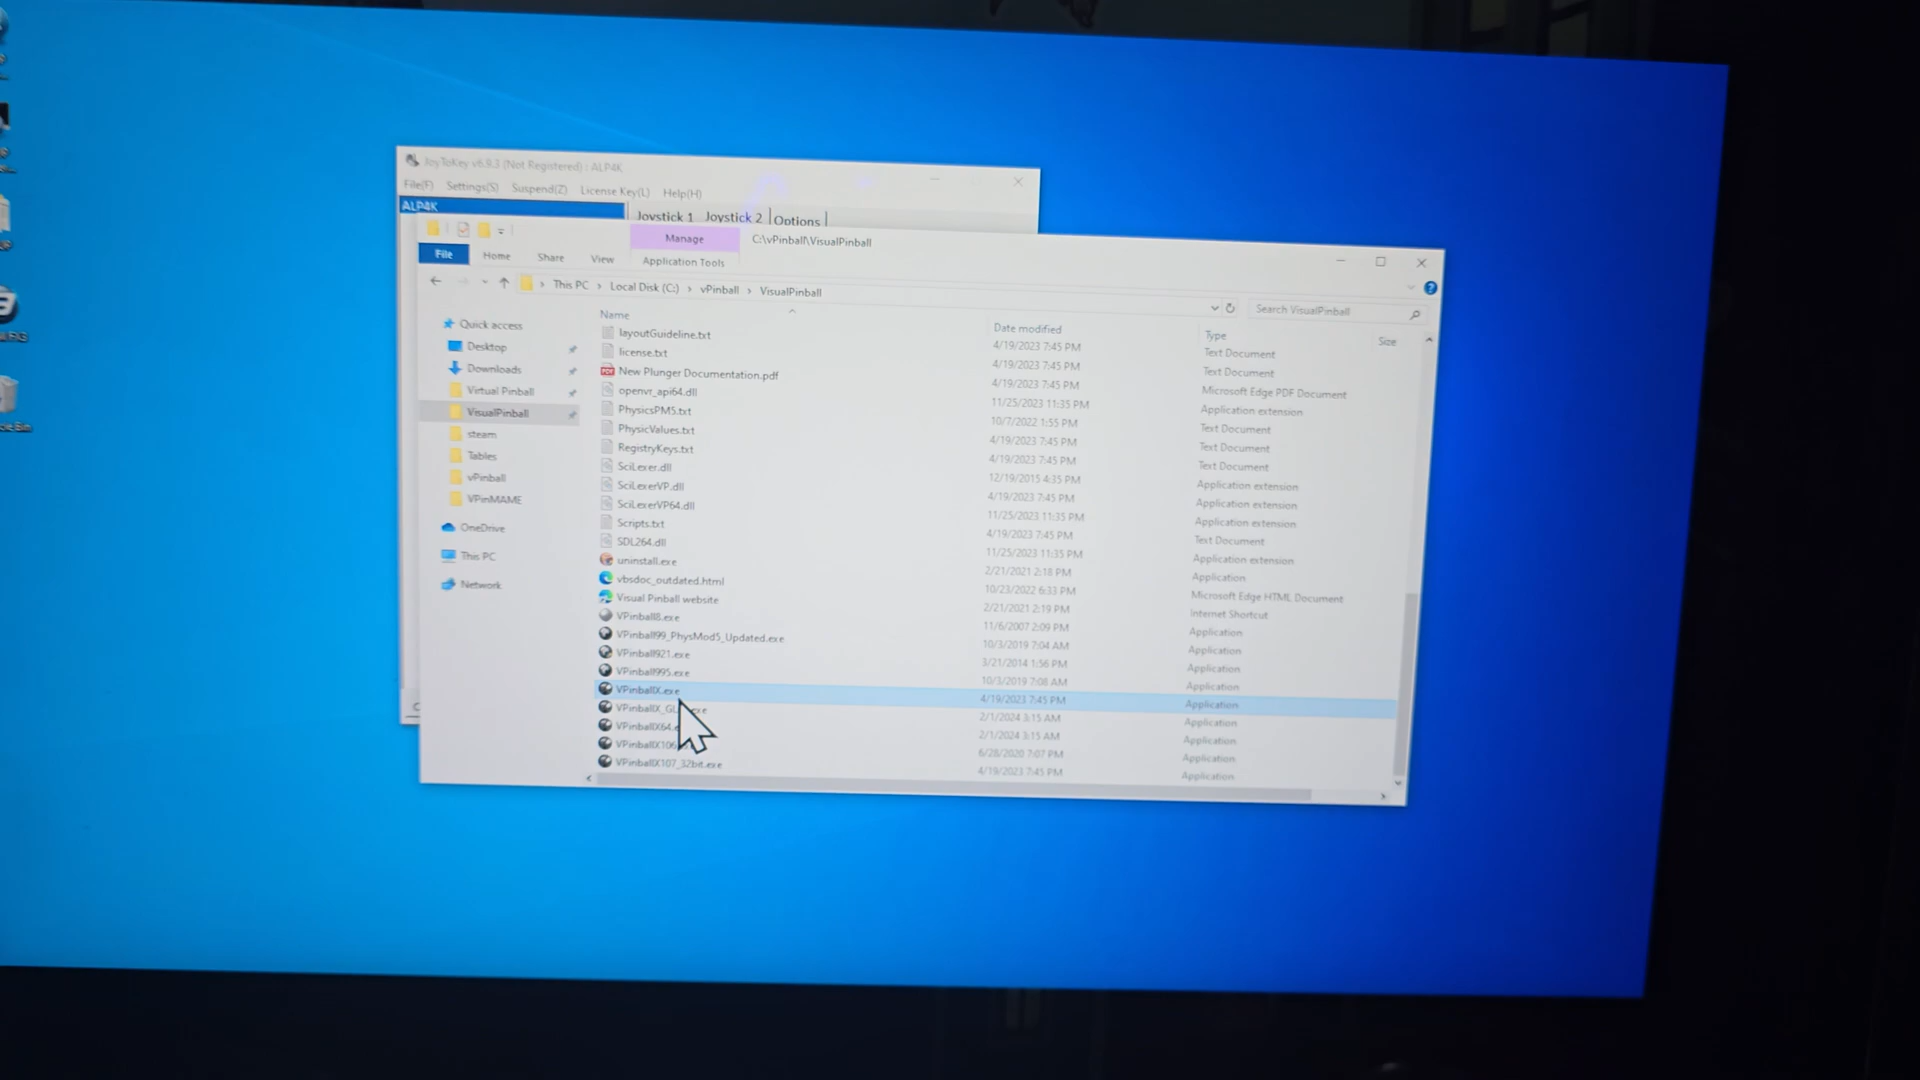 JoyToKey v6.9.3 (Not Registered) : ALP4K
File(F) Settings(S) Suspend(Z) License Key(L) Help(H)
ALP4K
Joystick 1 Joystick 2 Options
Manage C:\vPinball\VisualPinball
File Home Share View Application Tools
This PC > Local Disk (C:) > vPinball > VisualPinball
Search VisualPinball
Quick access
Desktop
Downloads
Virtual Pinball
VisualPinball
steam
Tables
vPinball
VPinMAME
OneDrive
This PC
Network
Name Date modified Type Size
layoutGuideline.txt 4/19/2023 7:45 PM Text Document
license.txt 4/19/2023 7:45 PM Text Document
New Plunger Documentation.pdf 4/19/2023 7:45 PM Microsoft Edge PDF Document
openvr_api64.dll 11/25/2023 11:35 PM Application extension
PhysicsPM5.txt 10/7/2022 1:55 PM Text Document
PhysicValues.txt 4/19/2023 7:45 PM Text Document
RegistryKeys.txt 4/19/2023 7:45 PM Text Document
SciLexer.dll 12/19/2015 4:35 PM Application extension
SciLexerVP.dll 4/19/2023 7:45 PM Application extension
SciLexerVP64.dll 11/25/2023 11:35 PM Application extension
Scripts.txt 4/19/2023 7:45 PM Text Document
SDL264.dll 11/25/2023 11:35 PM Application extension
uninstall.exe 2/21/2021 2:18 PM Application
vbsdoc_outdated.html 10/23/2022 6:33 PM Microsoft Edge HTML Document
Visual Pinball website 2/21/2021 2:19 PM Internet Shortcut
VPinball8.exe 11/6/2007 2:09 PM Application
VPinball99_PhysMod5_Updated.exe 10/3/2019 7:04 AM Application
VPinball921.exe 3/21/2014 1:56 PM Application
VPinball995.exe 10/3/2019 7:08 AM Application
VPinballX.exe 4/19/2023 7:45 PM Application
2/1/2024 3:15 AM Application
2/1/2024 3:15 AM Application
6/28/2020 7:07 PM Application
VPinballX107_32bit.exe 4/19/2023 7:45 PM Application